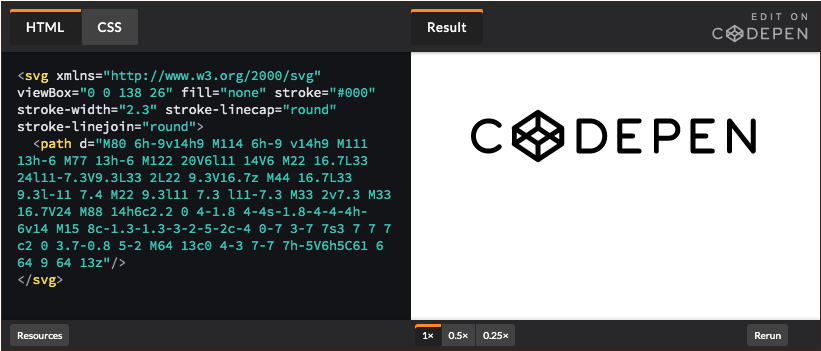 HTML
CSS
Result
EDIT ON
CODEPEN
<svg xmlns="http://www.w3.org/2000/svg"
viewBox="0 0 138 26" fill="none" stroke="#000"
stroke-width="2.3" stroke-linecap="round"
stroke-linejoin="round">
<path d="M80 6h-9v14h9 M114 6h-9 v14h9 M111
13h-6 M77 13h-6 M122 20V6l11 14V6 M22 16.7L33
24l11-7.3V9.3L33 2L22 9.3V16.7z M44 16.7L33
9.3l-11 7.4 M22 9.3l11 7.3 l11-7.3 M33 2v7.3 M33
16.7V24 M88 14h6c2.2 0 4-1.8 4-4s-1.8-4-4-4h-
6v14 M15 8c-1.3-1.3-3-2-5-2c-4 0-7 3-7 7s3 7 7 7
c2 0 3.7-0.8 5-2 M64 13c0 4-3 7-7 7h-5V6h5C61 6
64 9 64 13z"/>
</svg>
CODEPEN
Resources
1×
0.5×
0.25×
Rerun